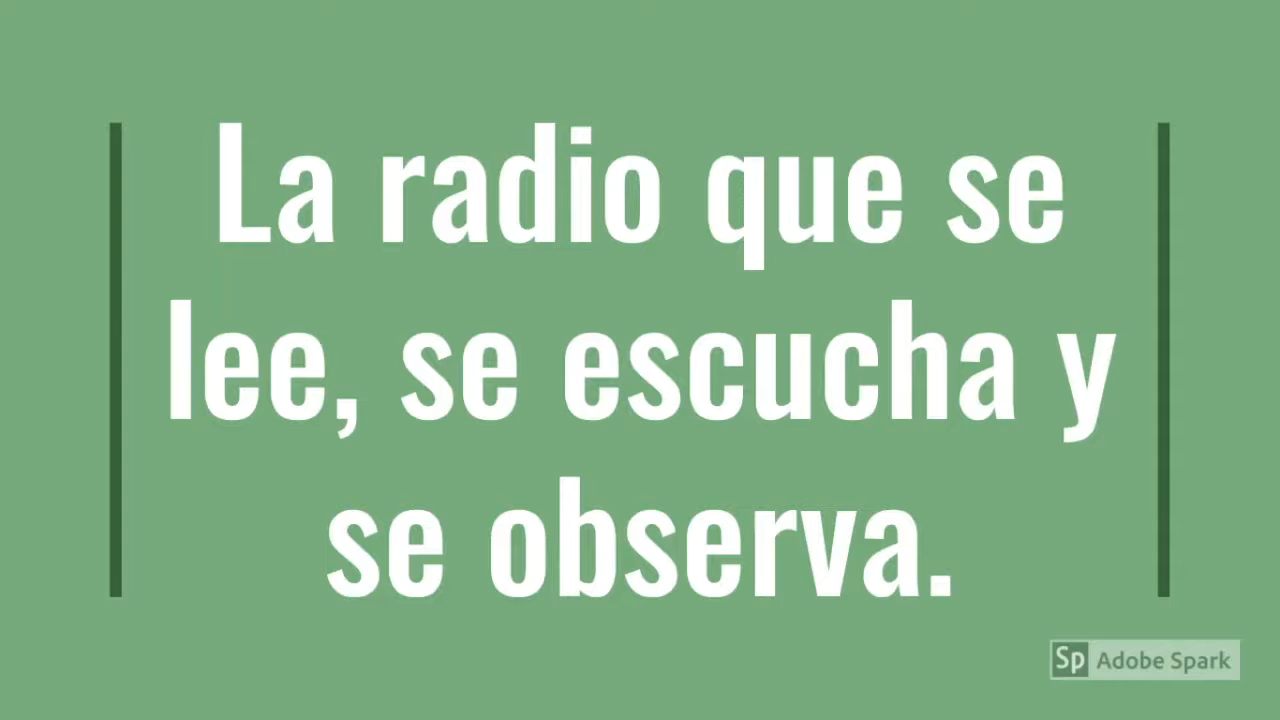 La radio que se
lee, se escucha y
se observa.
Sp Adobe Spark